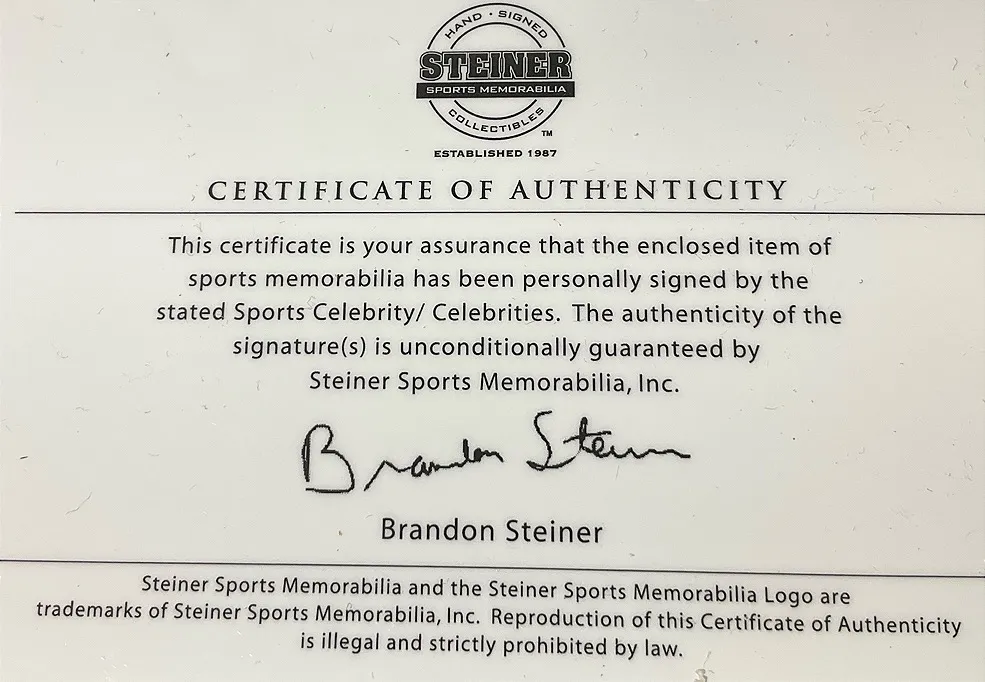 HAND · SIGNED
STEINER
SPORTS MEMORABILIA
COLLECTIBLES
TM
ESTABLISHED 1987
CERTIFICATE OF AUTHENTICITY
This certificate is your assurance that the enclosed item of
sports memorabilia has been personally signed by the
stated Sports Celebrity/ Celebrities. The authenticity of the
signature(s) is unconditionally guaranteed by
Steiner Sports Memorabilia, Inc.
Brandon Steiner
Brandon Steiner
Steiner Sports Memorabilia and the Steiner Sports Memorabilia Logo are
trademarks of Steiner Sports Memorabilia, Inc. Reproduction of this Certificate of Authenticity
is illegal and strictly prohibited by law.